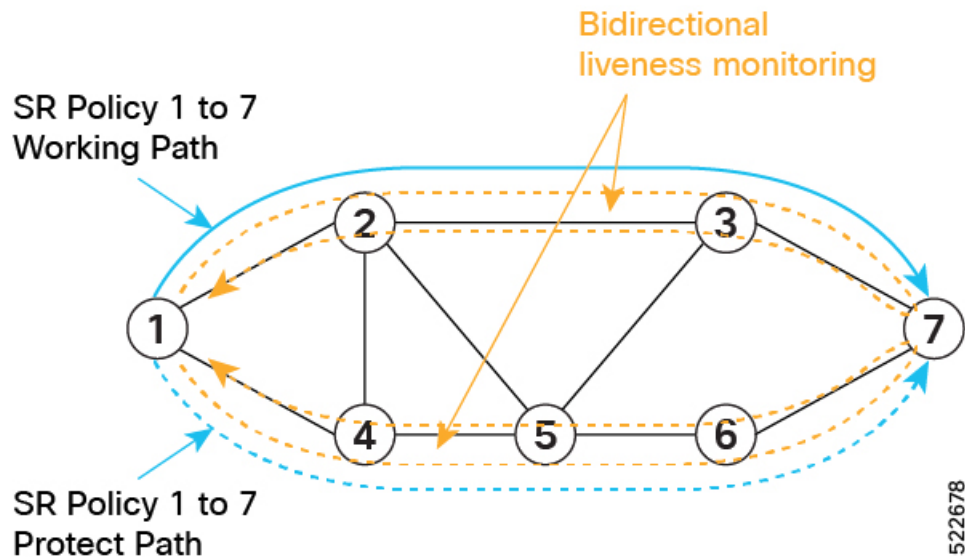 Bidirectional
liveness monitoring
SR Policy 1 to 7
Working Path
2
3
1
7
4
5
6
SR Policy 1 to 7
Protect Path
522678